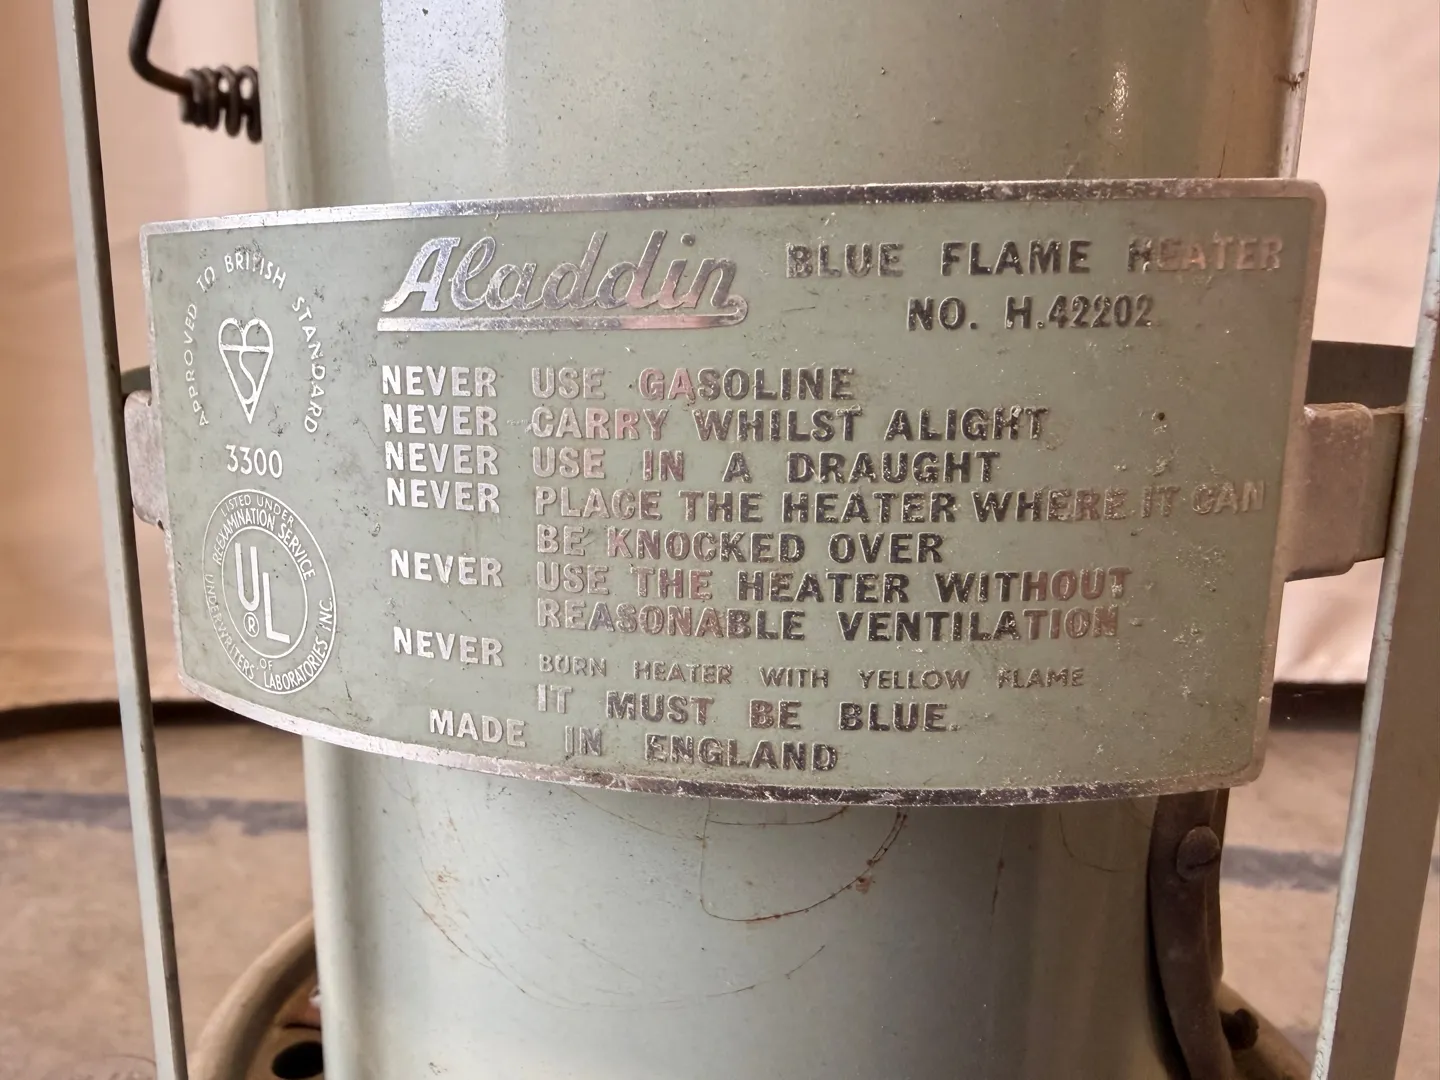 Aladdin BLUE FLAME HEATER
NO. H.42202
APPROVED TO BRITISH STANDARD
3300
LISTED UNDER
REEXAMINATION SERVICE
UL
®
OF
UNDERWRITERS LABORATORIES INC.
NEVER USE GASOLINE
NEVER CARRY WHILST ALIGHT
NEVER USE IN A DRAUGHT
NEVER PLACE THE HEATER WHERE IT CAN
BE KNOCKED OVER
NEVER USE THE HEATER WITHOUT
REASONABLE VENTILATION
NEVER BURN HEATER WITH YELLOW FLAME
IT MUST BE BLUE.
MADE IN ENGLAND